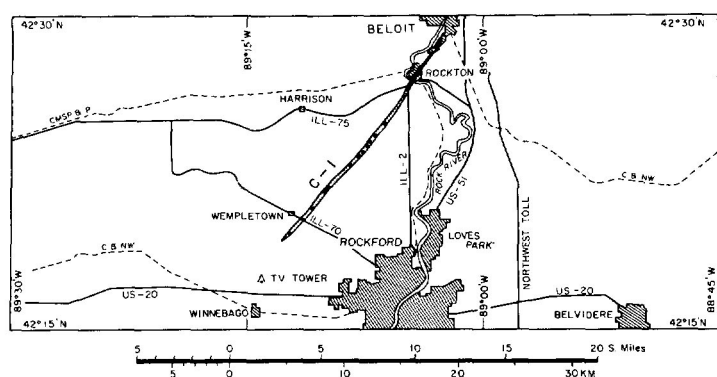 42°30'N
42°30'N
BELOIT
89°15'W
89°00'W
ROCKTON
CMSP & P
HARRISON
ILL-75
C-1
ILL-2
ROCK RIVER
US-51
C & NW
WEMPLETOWN
ILL-70
ROCKFORD
LOVES PARK
NORTHWEST TOLL
C & NW
TV TOWER
89°30'W
88°45'W
US-20
US-20
WINNEBAGO
BELVIDERE
42°15'N
89°15'W
89°00'W
42°15'N
5 0 5 10 15 20 S. Miles
5 0 10 20 30 KM